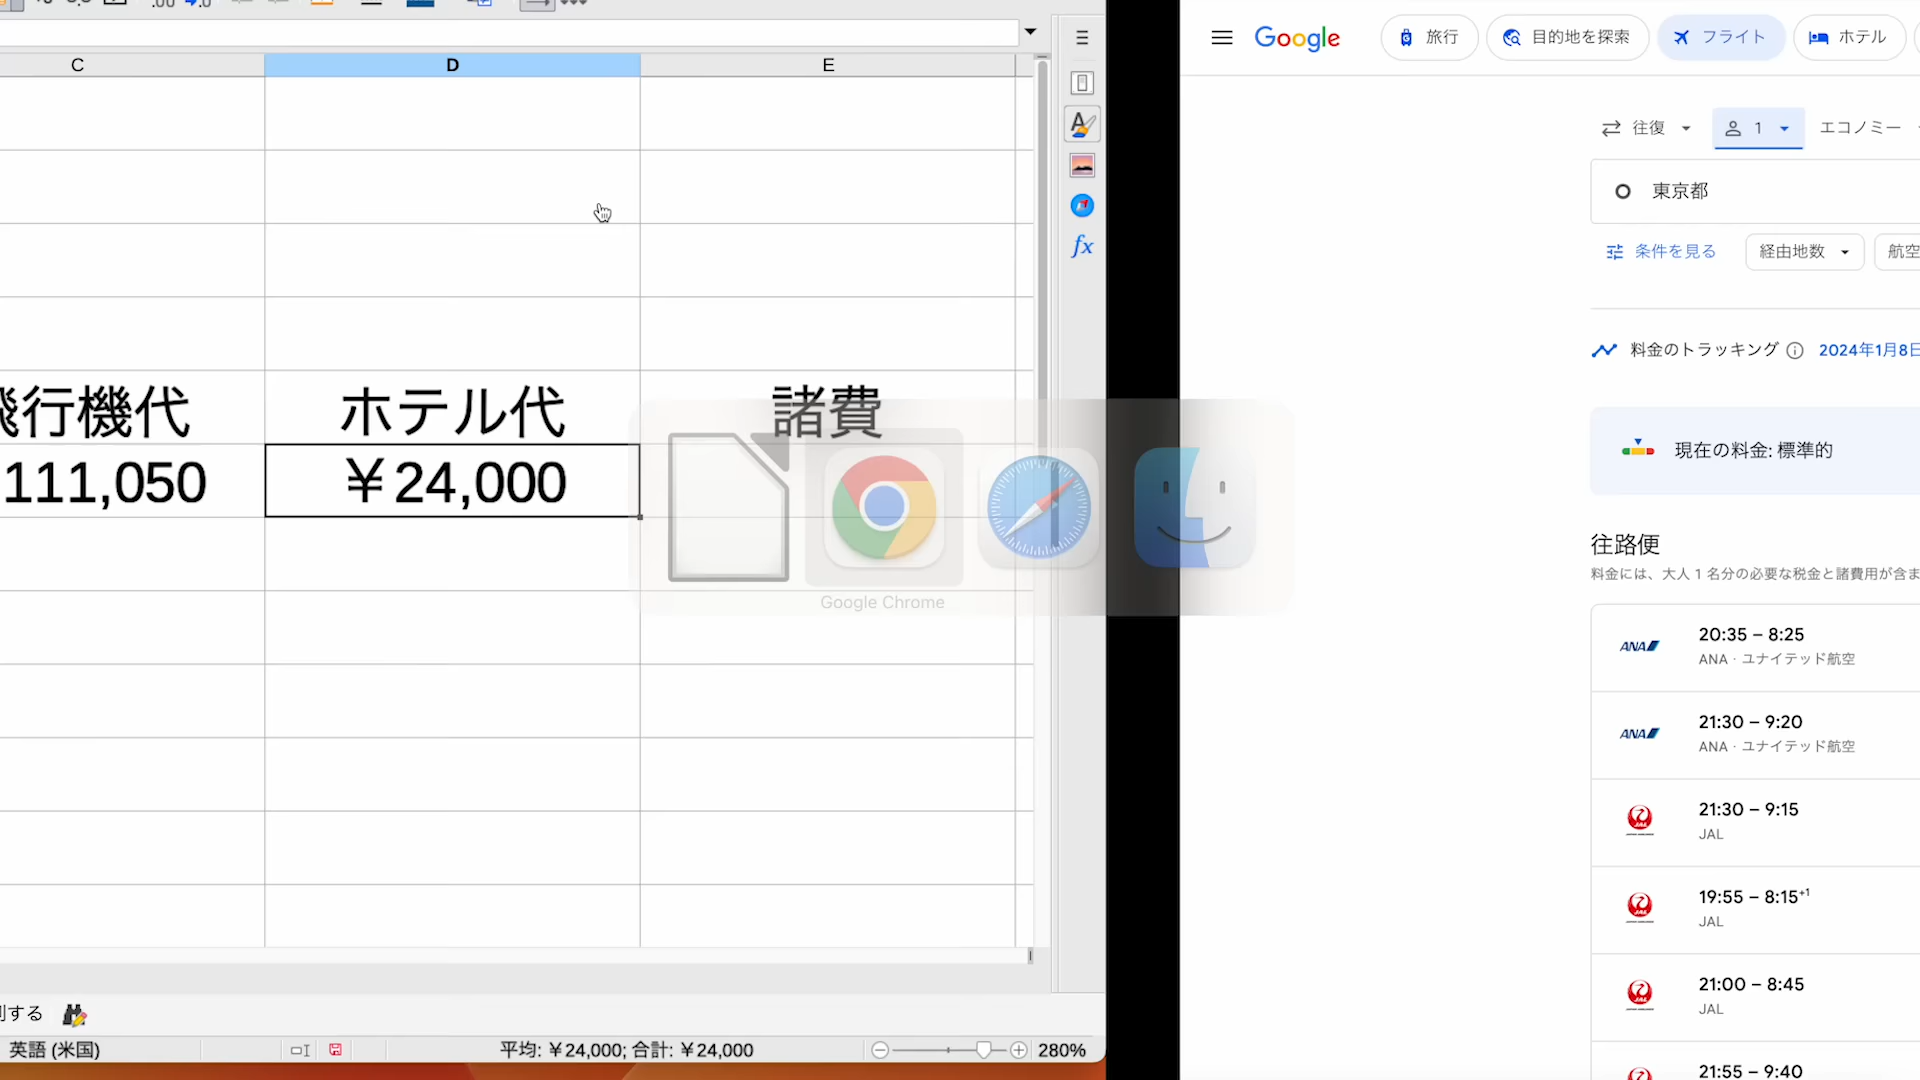 C
D
E
飛行機代
ホテル代
諸費
111,050
￥24,000
Google Chrome
英語 (米国)
平均: ￥24,000; 合計: ￥24,000
280%
fx
Google
旅行
目的地を探索
フライト
ホテル
往復
1
エコノミー
東京都
条件を見る
経由地数
航空
料金のトラッキング
2024年1月8日
現在の料金: 標準的
往路便
料金には、大人 1 名分の必要な税金と諸費用が含ま
ANA
20:35 – 8:25
ANA · ユナイテッド航空
ANA
21:30 – 9:20
ANA · ユナイテッド航空
21:30 – 9:15
JAL
19:55 – 8:15+1
JAL
21:00 – 8:45
JAL
21:55 – 9:40